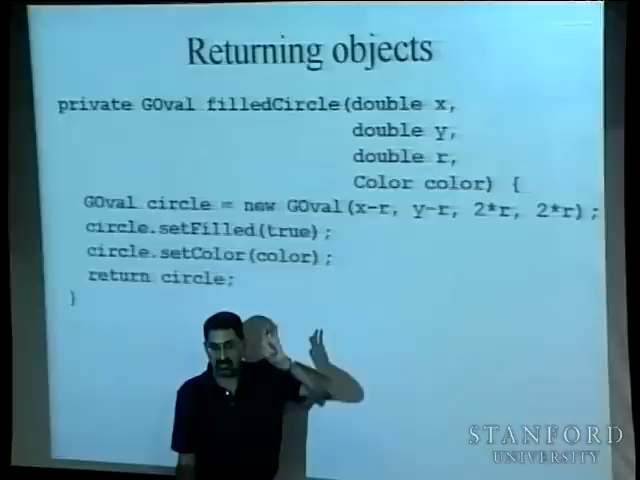 Returning objects
private GOval filledCircle(double x,
double y,
double r,
Color color) {
GOval circle = new GOval(x-r, y-r, 2*r, 2*r);
circle.setFilled(true);
circle.setColor(color);
return circle;
}
STANFORD
UNIVERSITY